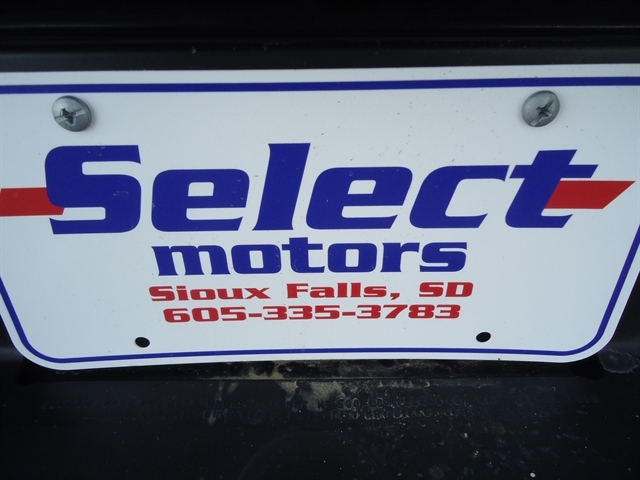 Select
motors
Sioux Falls, SD
605-335-3783